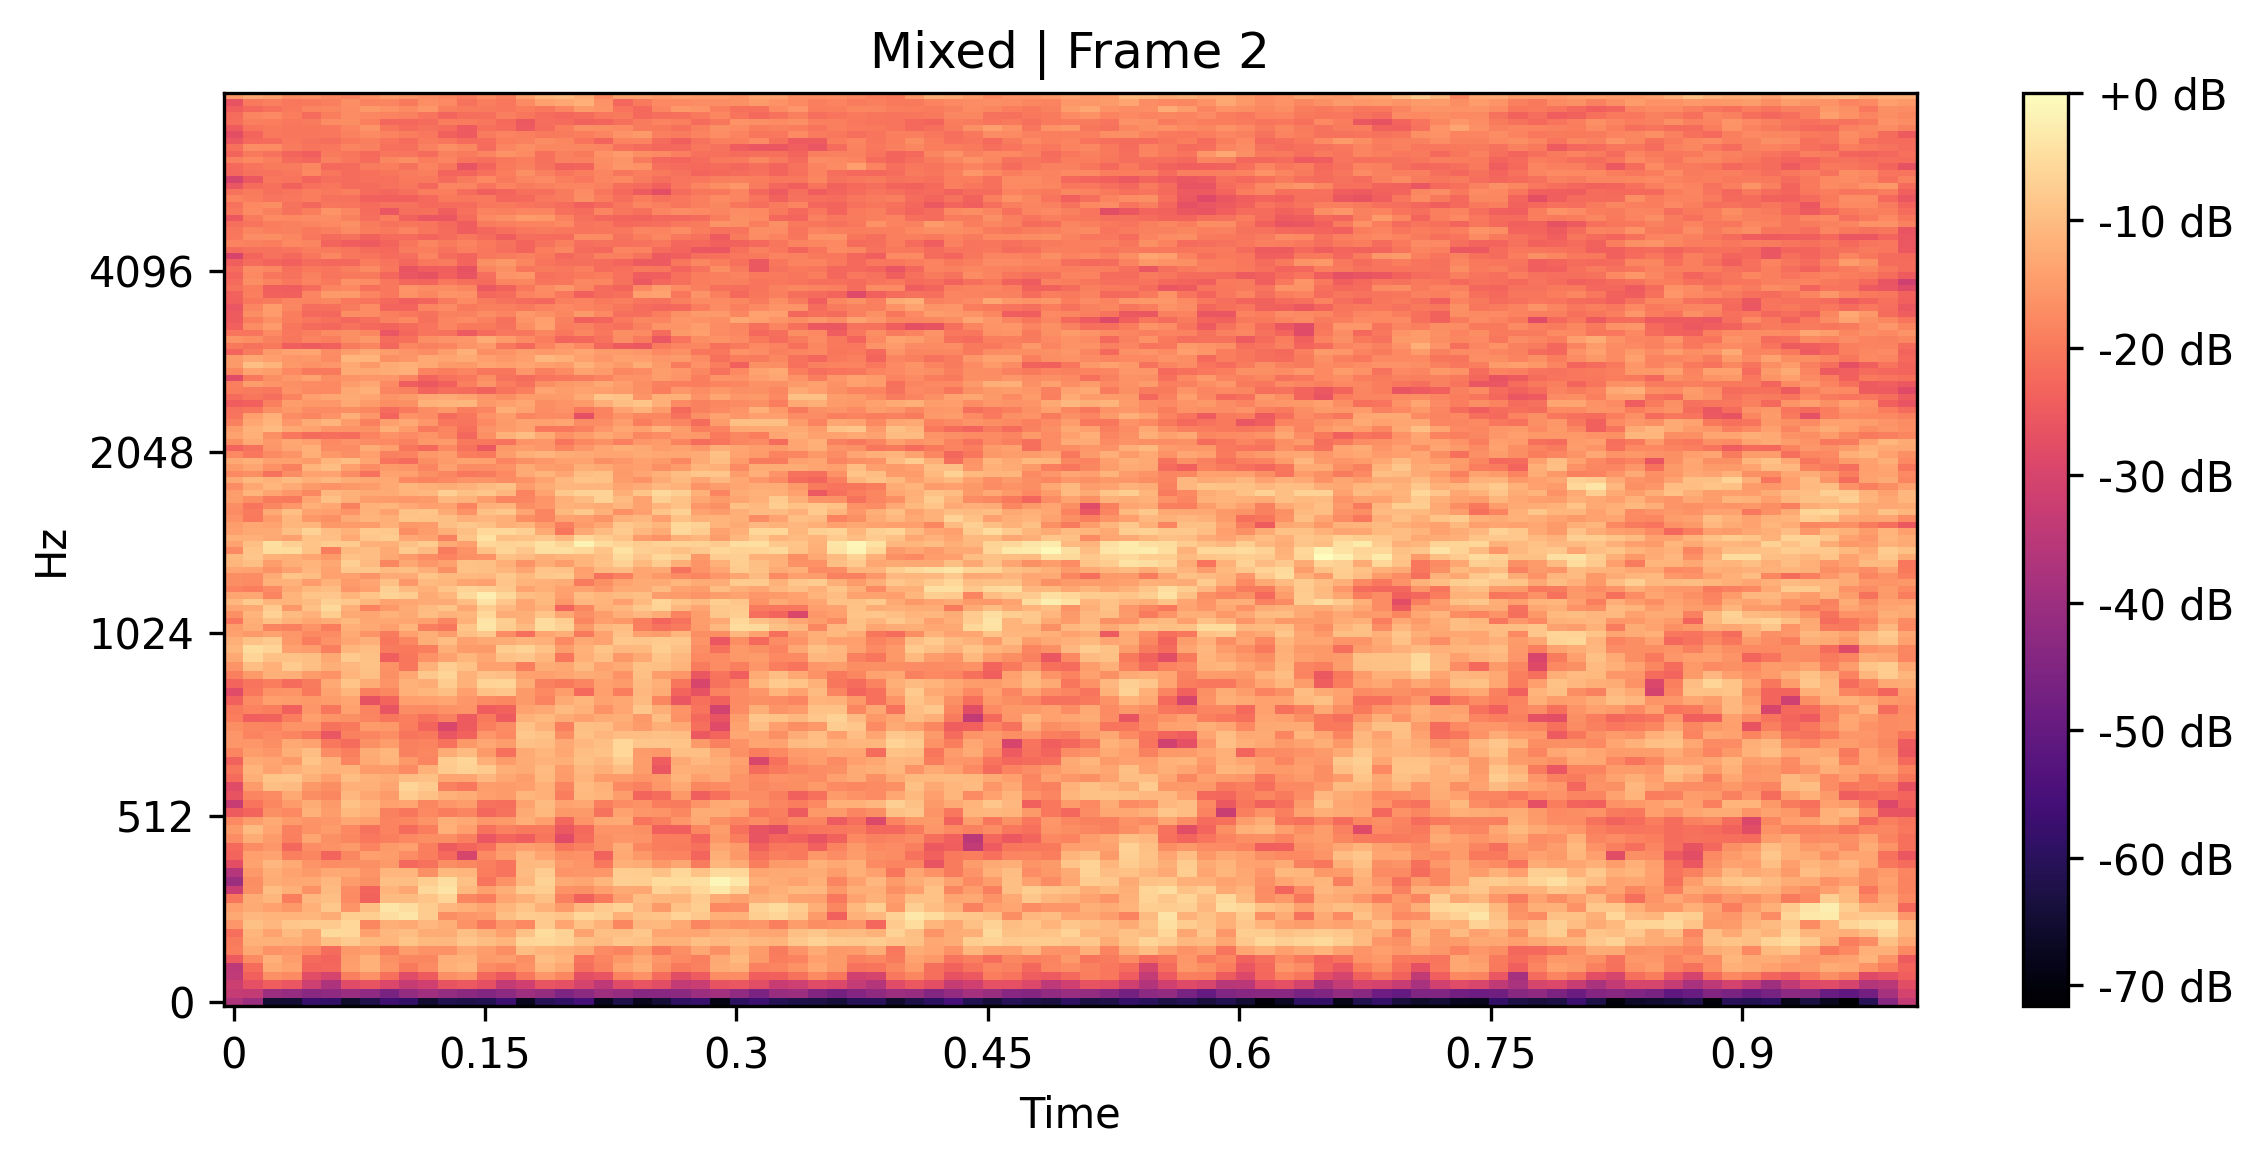 Mixed | Frame 2
+0 dB
-10 dB
-20 dB
-30 dB
-40 dB
-50 dB
-60 dB
-70 dB
4096
2048
1024
512
0
Hz
0 0.15 0.3 0.45 0.6 0.75 0.9
Time